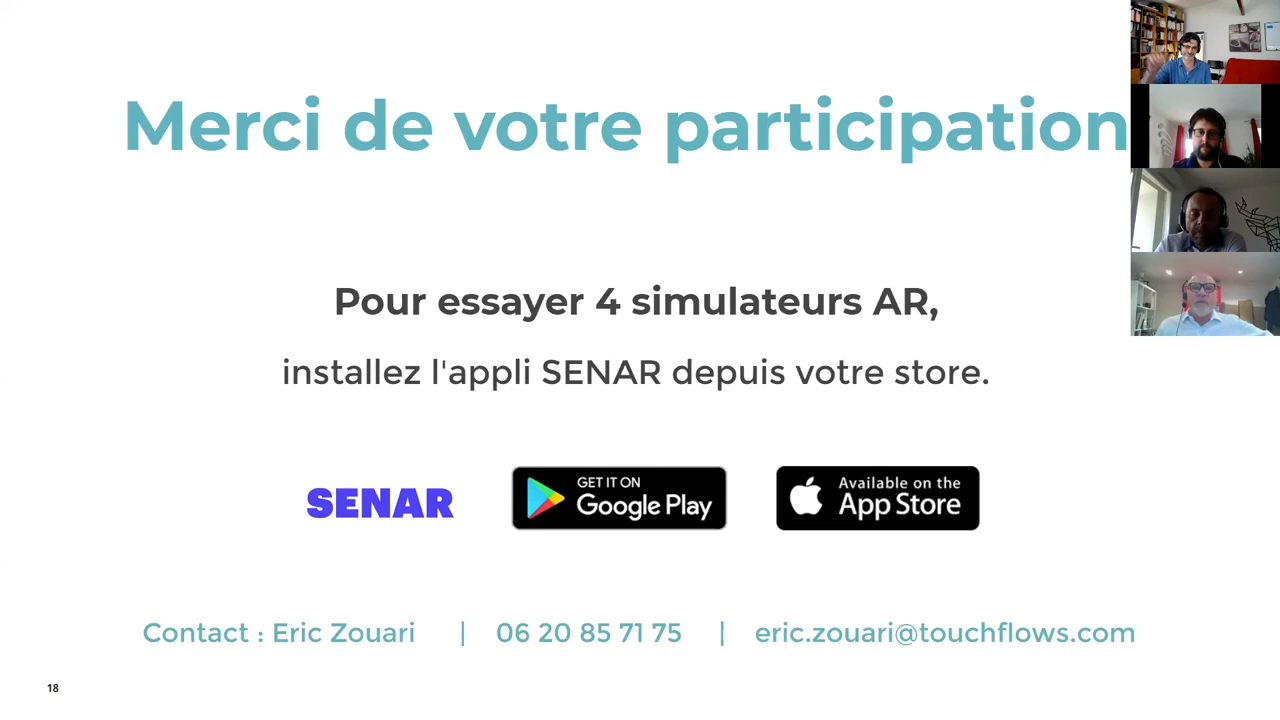 Merci de votre participation
Pour essayer 4 simulateurs AR,
installez l'appli SENAR depuis votre store.
SENAR
GET IT ON
Google Play
Available on the
App Store
Contact : Eric Zouari | 06 20 85 71 75 | eric.zouari@touchflows.com
18